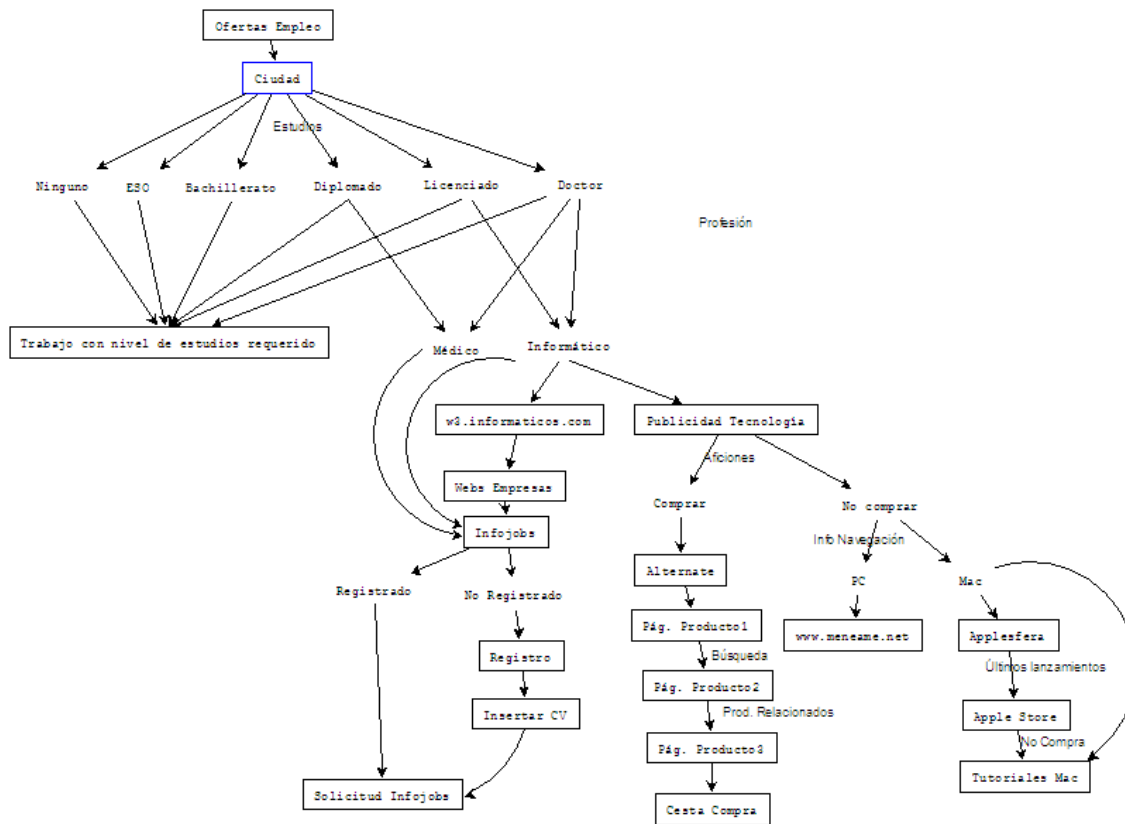 Ofertas Empleo
Ciudad
Estudios
Ninguno
ESO
Bachillerato
Diplomado
Licenciado
Doctor
Profesión
Trabajo con nivel de estudios requerido
Médico
Informático
w3.informaticos.com
Publicidad Tecnología
Aficiones
Webs Empresas
Comprar
No comprar
Infojobs
Info Navegación
Alternate
PC
Mac
Registrado
No Registrado
Pág. Producto1
www.meneame.net
Applesfera
Búsqueda
Registro
Últimos lanzamientos
Pág. Producto2
Insertar CV
Prod. Relacionados
Apple Store
No Compra
Pág. Producto3
Tutoriales Mac
Solicitud Infojobs
Cesta Compra